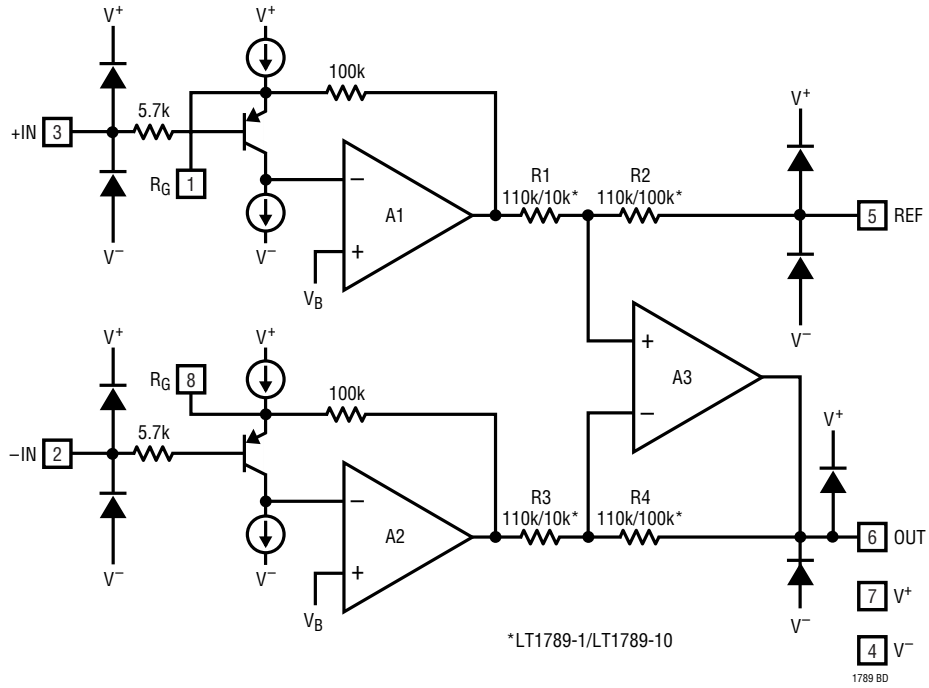 V+
V+
V+
100k
5.7k
+IN 3
RG 1
A1
−
+
V−
V−
VB
R1
110k/10k*
R2
110k/100k*
5 REF
V−
V+
V+
RG 8
100k
5.7k
−IN 2
A2
−
+
V−
V−
VB
A3
+
−
R3
110k/10k*
R4
110k/100k*
V+
6 OUT
V−
7 V+
4 V−
*LT1789-1/LT1789-10
1789 BD